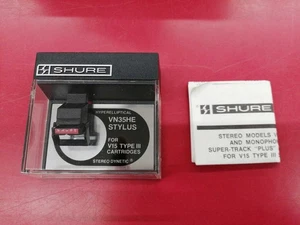 SHURE
HYPERELLIPTICAL
VN35HE
STYLUS
FOR
V15 TYPE III
CARTRIDGES
STEREO DYNETIC®
SHURE
STEREO MODELS
AND MONOPHO
SUPER-TRACK "PLUS"
FOR V15 TYPE III